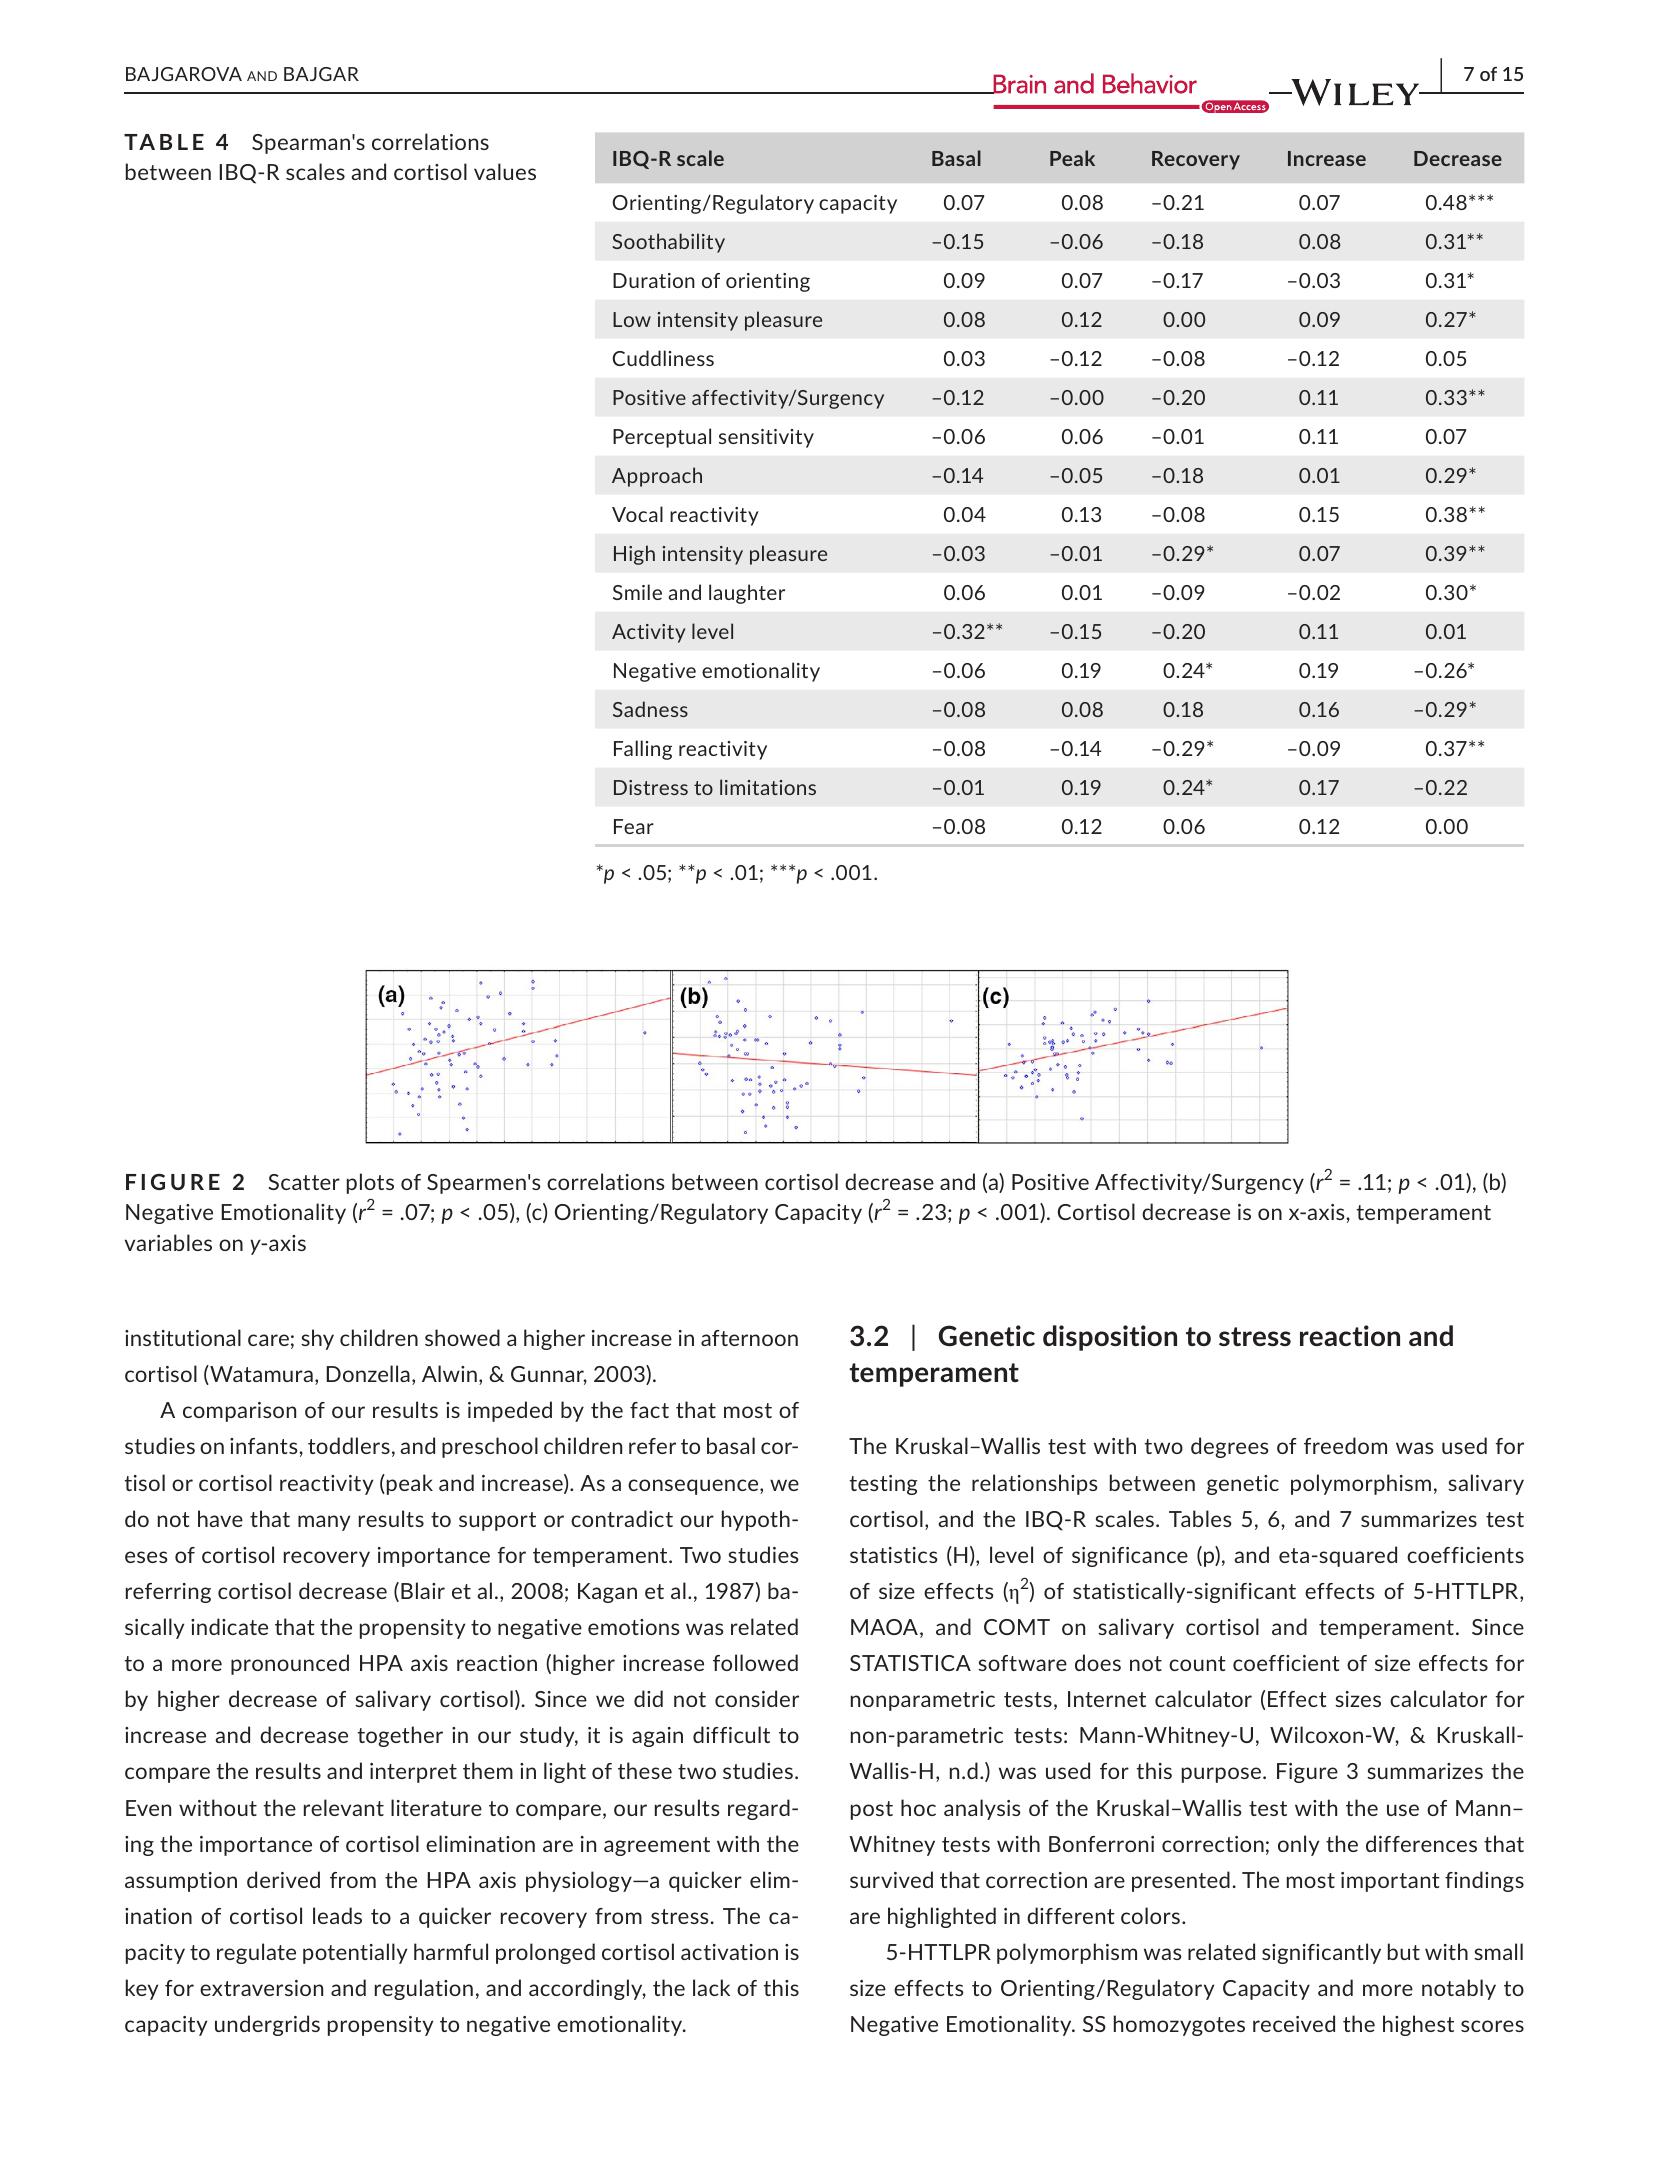 BAJGAROVA AND BAJGAR
Brain and Behavior
Open Access
WILEY
7 of 15
TABLE 4 Spearman's correlations
between IBQ-R scales and cortisol values
IBQ-R scale Basal Peak Recovery Increase Decrease
Orienting/Regulatory capacity 0.07 0.08 –0.21 0.07 0.48***
Soothability –0.15 –0.06 –0.18 0.08 0.31**
Duration of orienting 0.09 0.07 –0.17 –0.03 0.31*
Low intensity pleasure 0.08 0.12 0.00 0.09 0.27*
Cuddliness 0.03 –0.12 –0.08 –0.12 0.05
Positive affectivity/Surgency –0.12 –0.00 –0.20 0.11 0.33**
Perceptual sensitivity –0.06 0.06 –0.01 0.11 0.07
Approach –0.14 –0.05 –0.18 0.01 0.29*
Vocal reactivity 0.04 0.13 –0.08 0.15 0.38**
High intensity pleasure –0.03 –0.01 –0.29* 0.07 0.39**
Smile and laughter 0.06 0.01 –0.09 –0.02 0.30*
Activity level –0.32** –0.15 –0.20 0.11 0.01
Negative emotionality –0.06 0.19 0.24* 0.19 –0.26*
Sadness –0.08 0.08 0.18 0.16 –0.29*
Falling reactivity –0.08 –0.14 –0.29* –0.09 0.37**
Distress to limitations –0.01 0.19 0.24* 0.17 –0.22
Fear –0.08 0.12 0.06 0.12 0.00
*p < .05; **p < .01; ***p < .001.
(a) (b) (c)
FIGURE 2 Scatter plots of Spearmen's correlations between cortisol decrease and (a) Positive Affectivity/Surgency (r² = .11; p < .01), (b)
Negative Emotionality (r² = .07; p < .05), (c) Orienting/Regulatory Capacity (r² = .23; p < .001). Cortisol decrease is on x-axis, temperament
variables on y-axis
institutional care; shy children showed a higher increase in afternoon
cortisol (Watamura, Donzella, Alwin, & Gunnar, 2003).
A comparison of our results is impeded by the fact that most of
studies on infants, toddlers, and preschool children refer to basal cor-
tisol or cortisol reactivity (peak and increase). As a consequence, we
do not have that many results to support or contradict our hypoth-
eses of cortisol recovery importance for temperament. Two studies
referring cortisol decrease (Blair et al., 2008; Kagan et al., 1987) ba-
sically indicate that the propensity to negative emotions was related
to a more pronounced HPA axis reaction (higher increase followed
by higher decrease of salivary cortisol). Since we did not consider
increase and decrease together in our study, it is again difficult to
compare the results and interpret them in light of these two studies.
Even without the relevant literature to compare, our results regard-
ing the importance of cortisol elimination are in agreement with the
assumption derived from the HPA axis physiology—a quicker elim-
ination of cortisol leads to a quicker recovery from stress. The ca-
pacity to regulate potentially harmful prolonged cortisol activation is
key for extraversion and regulation, and accordingly, the lack of this
capacity undergrids propensity to negative emotionality.
3.2 | Genetic disposition to stress reaction and
temperament
The Kruskal–Wallis test with two degrees of freedom was used for
testing the relationships between genetic polymorphism, salivary
cortisol, and the IBQ-R scales. Tables 5, 6, and 7 summarizes test
statistics (H), level of significance (p), and eta-squared coefficients
of size effects (η²) of statistically-significant effects of 5-HTTLPR,
MAOA, and COMT on salivary cortisol and temperament. Since
STATISTICA software does not count coefficient of size effects for
nonparametric tests, Internet calculator (Effect sizes calculator for
non-parametric tests: Mann-Whitney-U, Wilcoxon-W, & Kruskall-
Wallis-H, n.d.) was used for this purpose. Figure 3 summarizes the
post hoc analysis of the Kruskal–Wallis test with the use of Mann–
Whitney tests with Bonferroni correction; only the differences that
survived that correction are presented. The most important findings
are highlighted in different colors.
5-HTTLPR polymorphism was related significantly but with small
size effects to Orienting/Regulatory Capacity and more notably to
Negative Emotionality. SS homozygotes received the highest scores